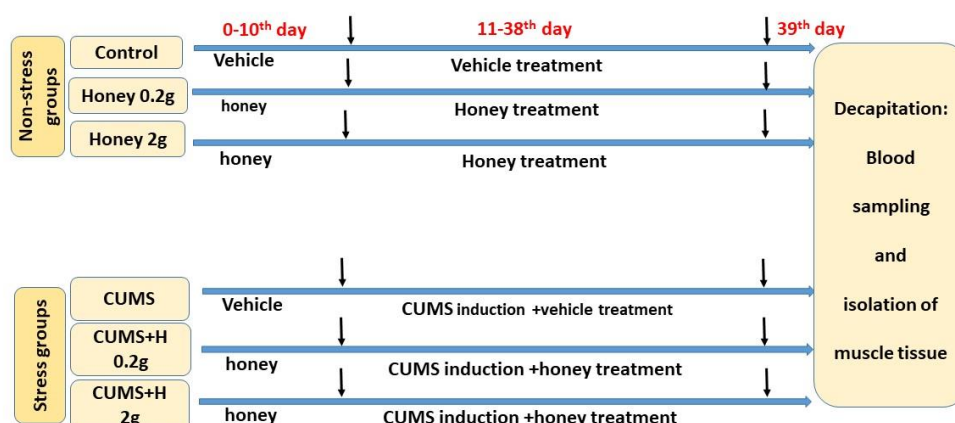 0-10th day 11-38th day 39th day
Non-stress groups
Control
Vehicle
Vehicle treatment
Honey 0.2g
honey
Honey treatment
Honey 2g
honey
Honey treatment
Stress groups
CUMS
Vehicle
CUMS induction +vehicle treatment
CUMS+H
0.2g
honey
CUMS induction +honey treatment
CUMS+H
2g
honey
CUMS induction +honey treatment
Decapitation:
Blood
sampling
and
isolation of
muscle tissue